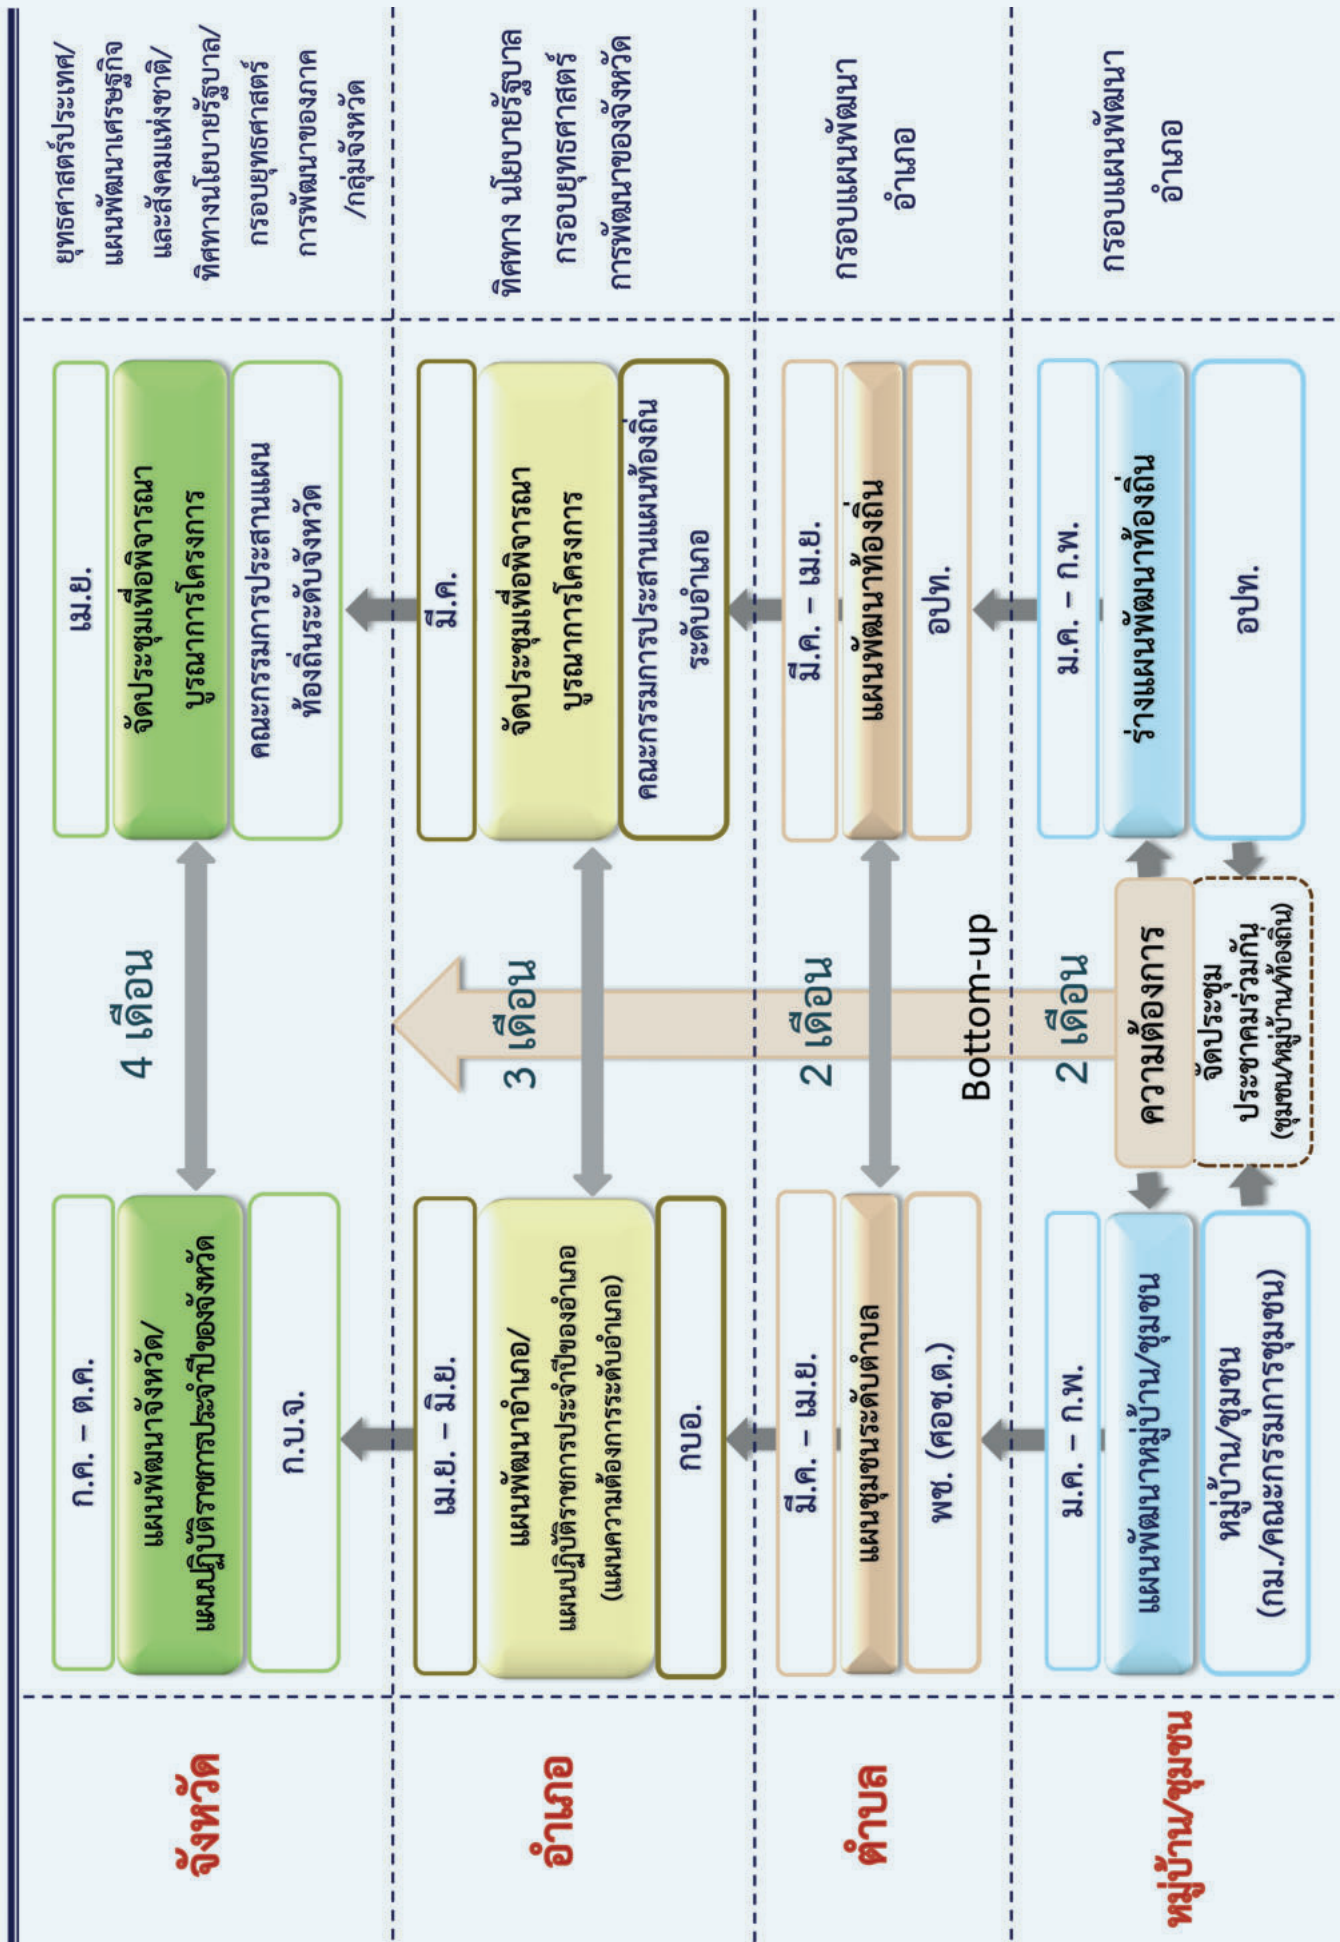 จังหวัด
ก.ค. – ต.ค.
แผนพัฒนาจังหวัด/
แผนปฏิบัติราชการประจำปีของจังหวัด
ก.บ.จ.
4 เดือน
เม.ย.
จัดประชุมเพื่อพิจารณา
บูรณาการโครงการ
คณะกรรมการประสานแผน
ท้องถิ่นระดับจังหวัด
ยุทธศาสตร์ประเทศ/
แผนพัฒนาเศรษฐกิจ
และสังคมแห่งชาติ/
ทิศทางนโยบายรัฐบาล/
กรอบยุทธศาสตร์
การพัฒนาของภาค
/กลุ่มจังหวัด
อำเภอ
เม.ย. – มิ.ย.
แผนพัฒนาอำเภอ/
แผนปฏิบัติราชการประจำปีของอำเภอ
(แผนความต้องการระดับอำเภอ)
กบอ.
3 เดือน
มี.ค.
จัดประชุมเพื่อพิจารณา
บูรณาการโครงการ
คณะกรรมการประสานแผนท้องถิ่น
ระดับอำเภอ
ทิศทาง นโยบายรัฐบาล
กรอบยุทธศาสตร์
การพัฒนาของจังหวัด
ตำบล
มี.ค. – เม.ย.
แผนชุมชนระดับตำบล
พช. (ศอช.ต.)
2 เดือน
Bottom-up
มี.ค. – เม.ย.
แผนพัฒนาท้องถิ่น
อปท.
กรอบแผนพัฒนา
อำเภอ
หมู่บ้าน/ชุมชน
ม.ค. – ก.พ.
แผนพัฒนาหมู่บ้าน/ชุมชน
หมู่บ้าน/ชุมชน
(กม./คณะกรรมการชุมชน)
2 เดือน
ความต้องการ
จัดประชุม
ประชาคมร่วมกัน
(ชุมชน/หมู่บ้าน/ท้องถิ่น)
ม.ค. – ก.พ.
ร่างแผนพัฒนาท้องถิ่น
อปท.
กรอบแผนพัฒนา
อำเภอ